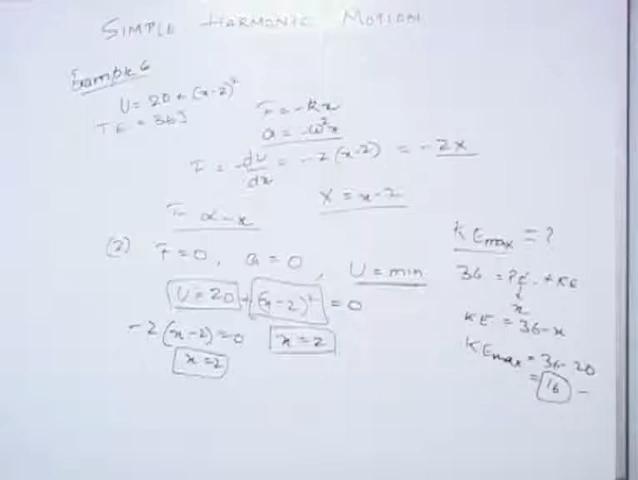 SIMPLE HARMONIC MOTION
Example 6
U = 20 + (x-2)²
TE = 36J
F = -kx
a = -ω²x
F = -dU/dx = -2(x-2) = -2X
X = x-2
F α -x
(2) F=0, a=0, U = min
U = 20 + (x-2)² = 0
-2(x-2)=0 x=2
x=2
KEmax = ?
36 = PE + KE
x
KE = 36-x
KEmax = 36-20
= 16